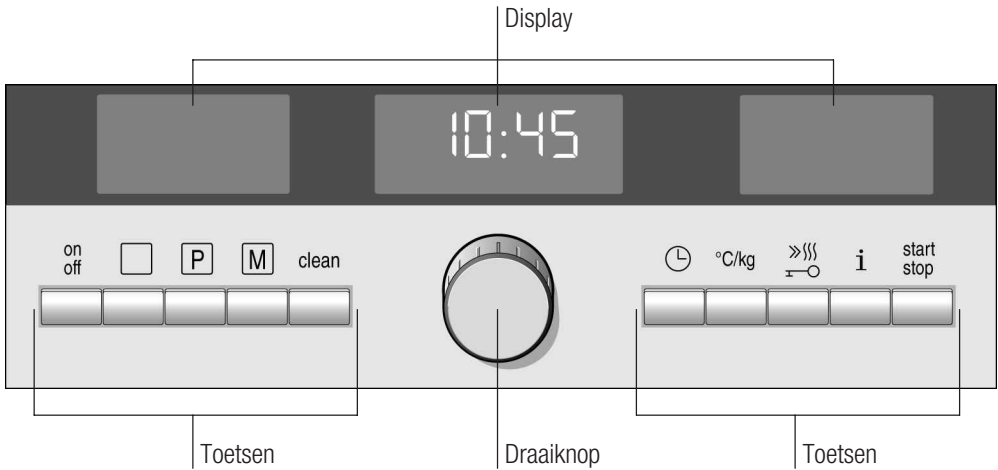 Display
10:45
on
off
P
M
clean
°C/kg
i
start
stop
Toetsen
Draaiknop
Toetsen